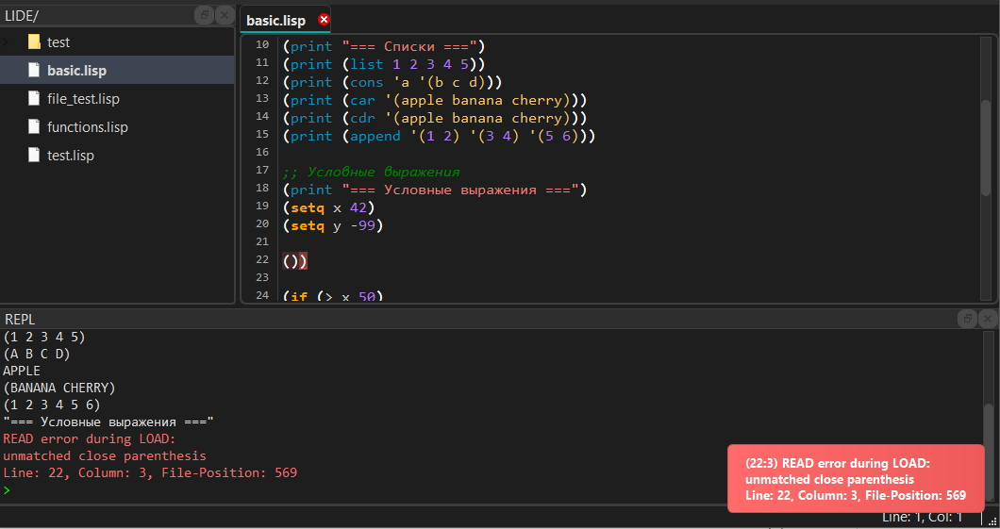 LIDE/
test
basic.lisp
file_test.lisp
functions.lisp
test.lisp
basic.lisp
10 (print "=== Списки ===")
11 (print (list 1 2 3 4 5))
12 (print (cons 'a '(b c d)))
13 (print (car '(apple banana cherry)))
14 (print (cdr '(apple banana cherry)))
15 (print (append '(1 2) '(3 4) '(5 6)))
16
17 ;; Условные выражения
18 (print "=== Условные выражения ===")
19 (setq x 42)
20 (setq y -99)
21
22 ())
23
24 (if (> x 50)
REPL
(1 2 3 4 5)
(A B C D)
APPLE
(BANANA CHERRY)
(1 2 3 4 5 6)
"=== Условные выражения ==="
READ error during LOAD:
unmatched close parenthesis
Line: 22, Column: 3, File-Position: 569
>
(22:3) READ error during LOAD:
unmatched close parenthesis
Line: 22, Column: 3, File-Position: 569
Line: 1, Col: 1